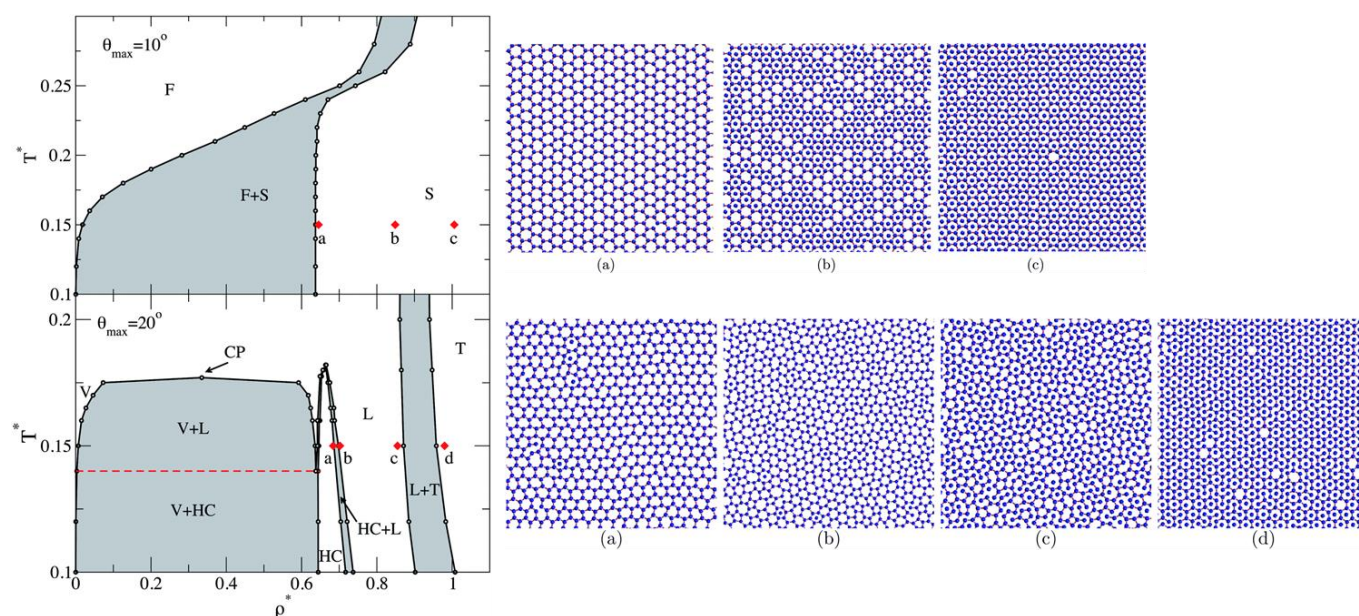 θmax=10°
F
0.25
T*
0.2
F+S
S
0.15
a
b
c
0.1
(a)
(b)
(c)
θmax=20°
0.2
CP
T
V
L
T*
V+L
0.15
a
b
c
d
L+T
V+HC
HC+L
HC
0.1
0
0.2
0.4
0.6
0.8
1
ρ*
(a)
(b)
(c)
(d)